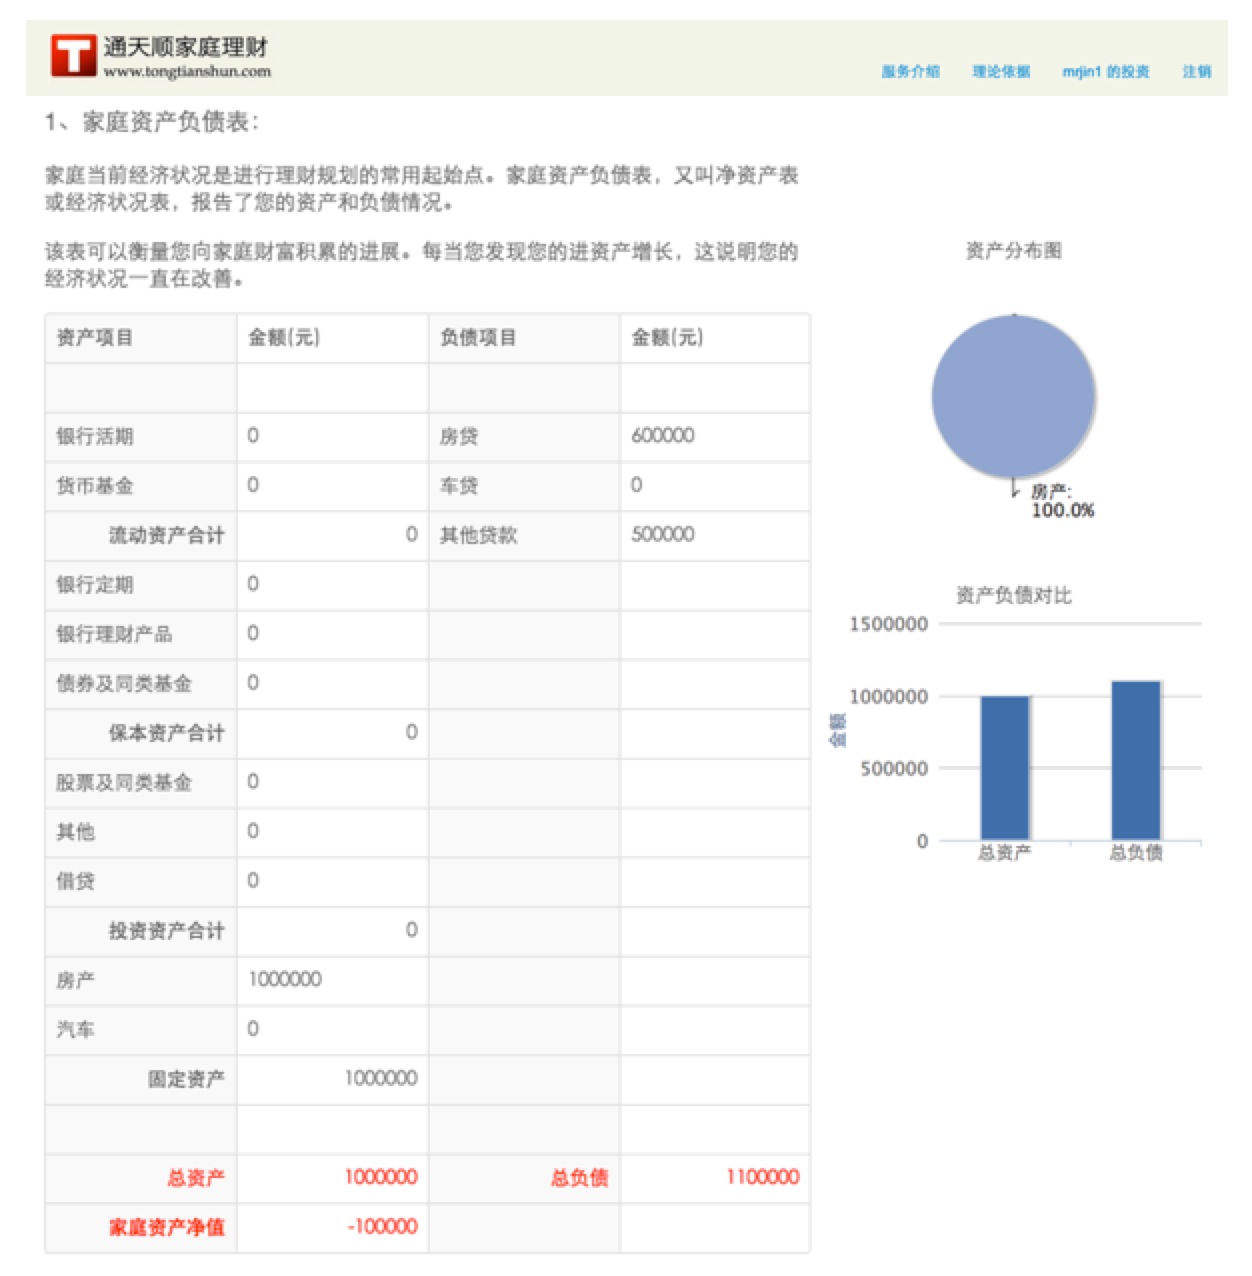 通天顺家庭理财
www.tongtianshun.com
服务介绍 理论依据 mrjin1 的投资 注销
1、家庭资产负债表：
家庭当前经济状况是进行理财规划的常用起始点。家庭资产负债表，又叫净资产表
或经济状况表，报告了您的资产和负债情况。
该表可以衡量您向家庭财富积累的进展。每当您发现您的进资产增长，这说明您的
经济状况一直在改善。
资产项目 金额(元) 负债项目 金额(元)
银行活期 0 房贷 600000
货币基金 0 车贷 0
流动资产合计 0 其他贷款 500000
银行定期 0
银行理财产品 0
债券及同类基金 0
保本资产合计 0
股票及同类基金 0
其他 0
借贷 0
投资资产合计 0
房产 1000000
汽车 0
固定资产 1000000
总资产 1000000 总负债 1100000
家庭资产净值 -100000
资产分布图
房产:
100.0%
资产负债对比
1500000
1000000
500000
0
金额
总资产 总负债